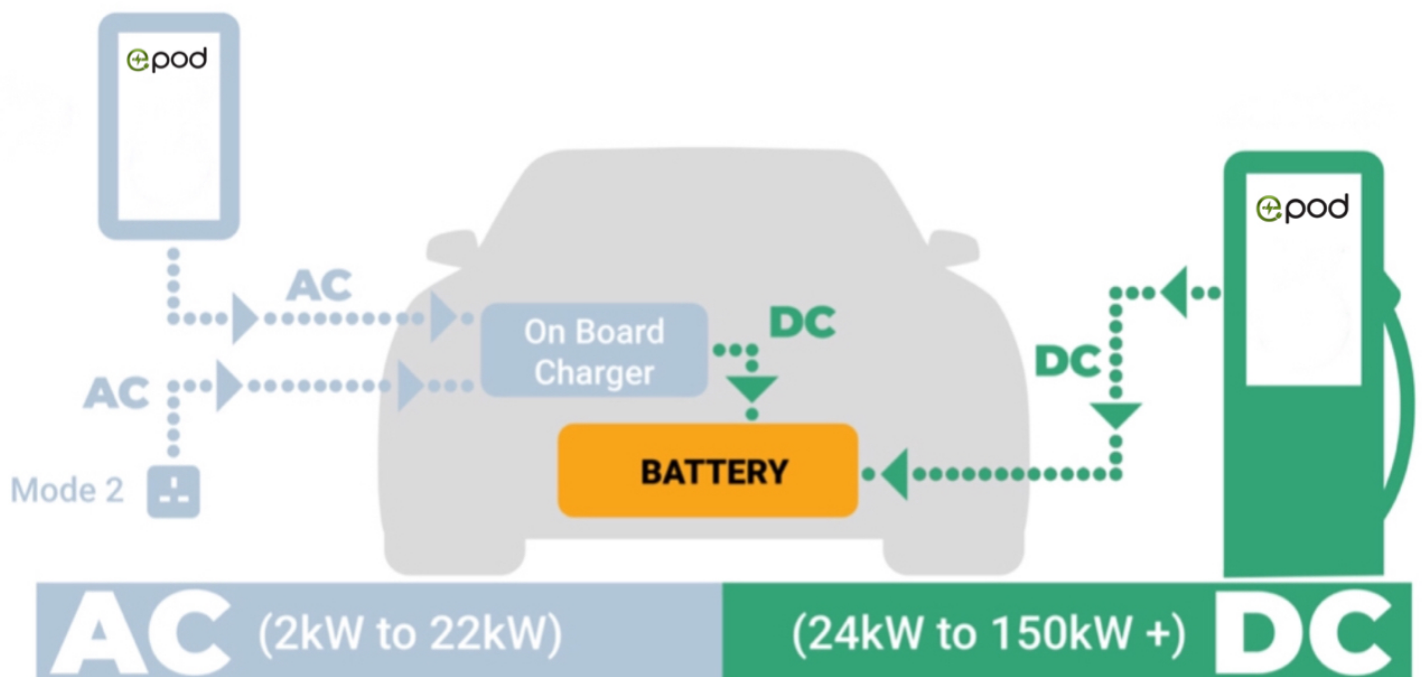 epod
epod
AC
DC
On Board
Charger
DC
AC
BATTERY
Mode 2
AC (2kW to 22kW)
(24kW to 150kW +) DC